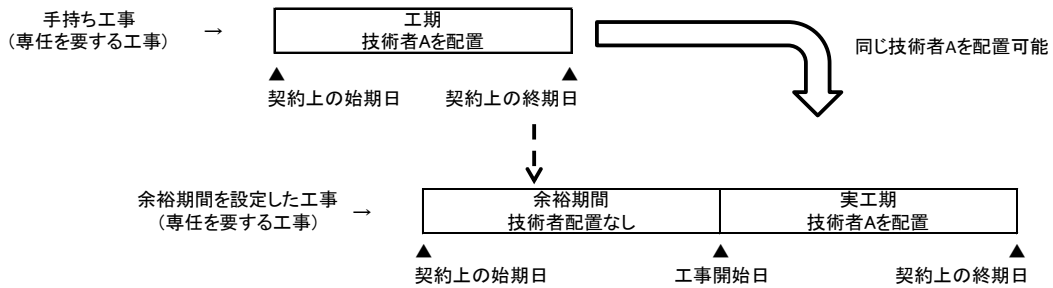 手持ち工事
（専任を要する工事）
→
工期
技術者Aを配置
同じ技術者Aを配置可能
▲
▲
契約上の始期日
契約上の終期日
余裕期間を設定した工事
（専任を要する工事）
→
余裕期間
技術者配置なし
実工期
技術者Aを配置
▲
▲
▲
契約上の始期日
工事開始日
契約上の終期日